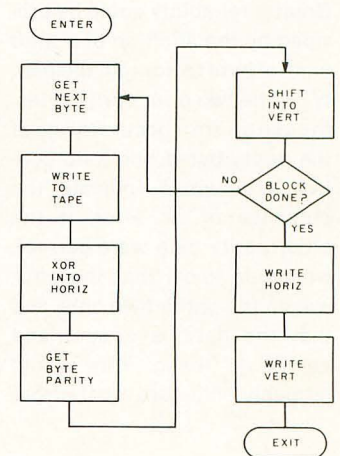 ENTER
GET
NEXT
BYTE
WRITE
TO
TAPE
XOR
INTO
HORIZ
GET
BYTE
PARITY
SHIFT
INTO
VERT
BLOCK
DONE?
NO
YES
WRITE
HORIZ
WRITE
VERT
EXIT